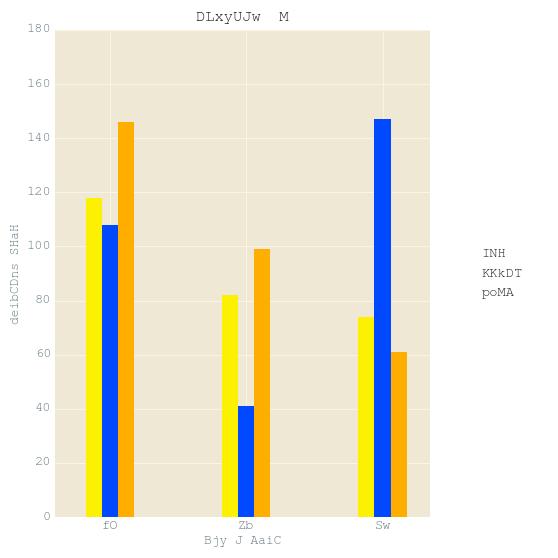 DLxyUJw  M
180
160
140
120
100
80
60
40
20
0
deibCDns SHaH
fO
Zb
Sw
Bjy J AaiC
INH
KKkDT
poMA